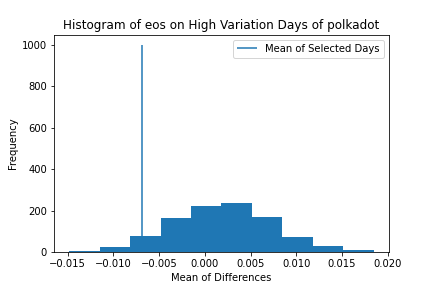 Histogram of eos on High Variation Days of polkadot
Mean of Selected Days
1000
800
600
400
200
0
Frequency
−0.015 −0.010 −0.005 0.000 0.005 0.010 0.015 0.020
Mean of Differences